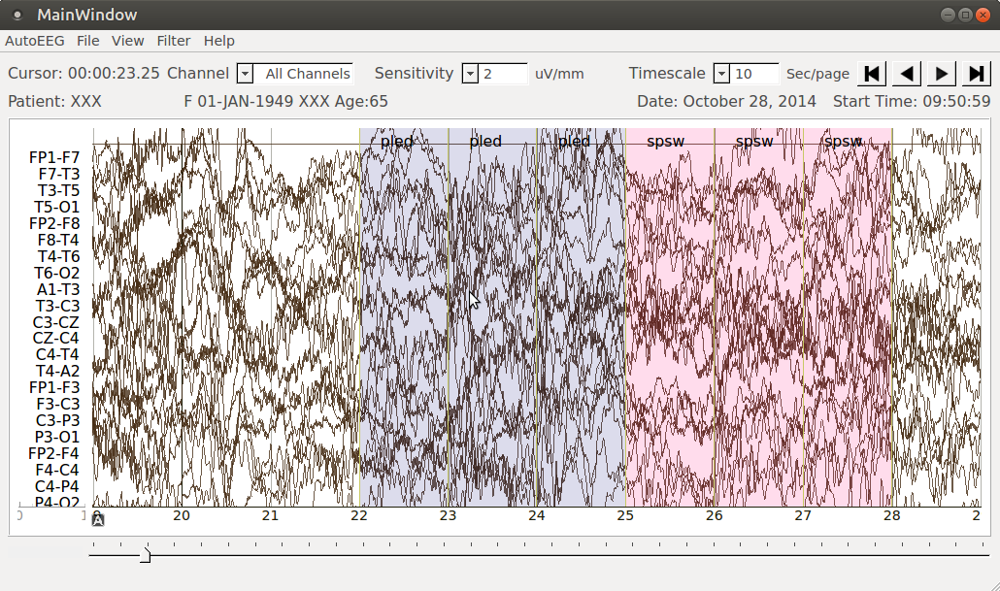 MainWindow
AutoEEG File View Filter Help
Cursor: 00:00:23.25 Channel All Channels Sensitivity 2 uV/mm Timescale 10 Sec/page
Patient: XXX F 01-JAN-1949 XXX Age:65 Date: October 28, 2014 Start Time: 09:50:59
pled pled pled spsw spsw spsw
FP1-F7
F7-T3
T3-T5
T5-O1
FP2-F8
F8-T4
T4-T6
T6-O2
A1-T3
T3-C3
C3-CZ
CZ-C4
C4-T4
T4-A2
FP1-F3
F3-C3
C3-P3
P3-O1
FP2-F4
F4-C4
C4-P4
P4-O2
20 21 22 23 24 25 26 27 28 2
A